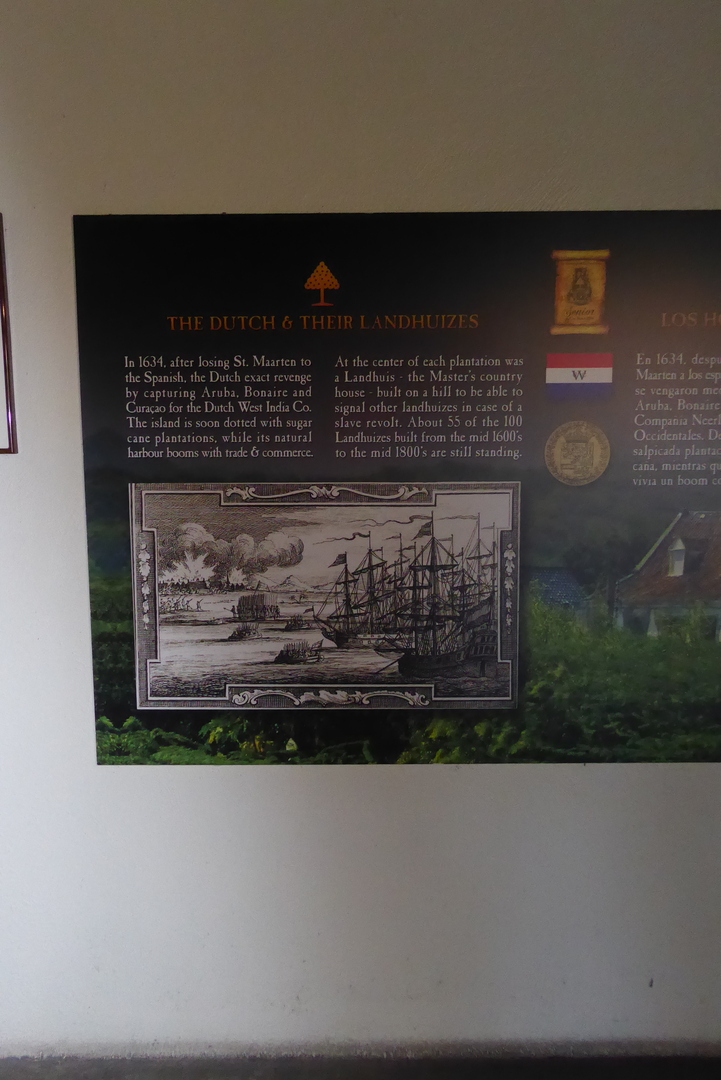 THE DUTCH & THEIR LANDHUIZES
In 1634, after losing St. Maarten to
the Spanish, the Dutch exact revenge
by capturing Aruba, Bonaire and
Curaçao for the Dutch West India Co.
The island is soon dotted with sugar
cane plantations, while its natural
harbour booms with trade & commerce.
At the center of each plantation was
a Landhuis - the Master's country
house - built on a hill to be able to
signal other landhuizes in case of a
slave revolt. About 55 of the 100
Landhuizes built from the mid 1600's
to the mid 1800's are still standing.
Senior
W
LOS HO
En 1634, despu
Maarten a los esp
se vengaron me
Aruba, Bonaire
Compania Neerl
Occidentales. D
salpicada planta
cana, mientras q
vivia un boom co